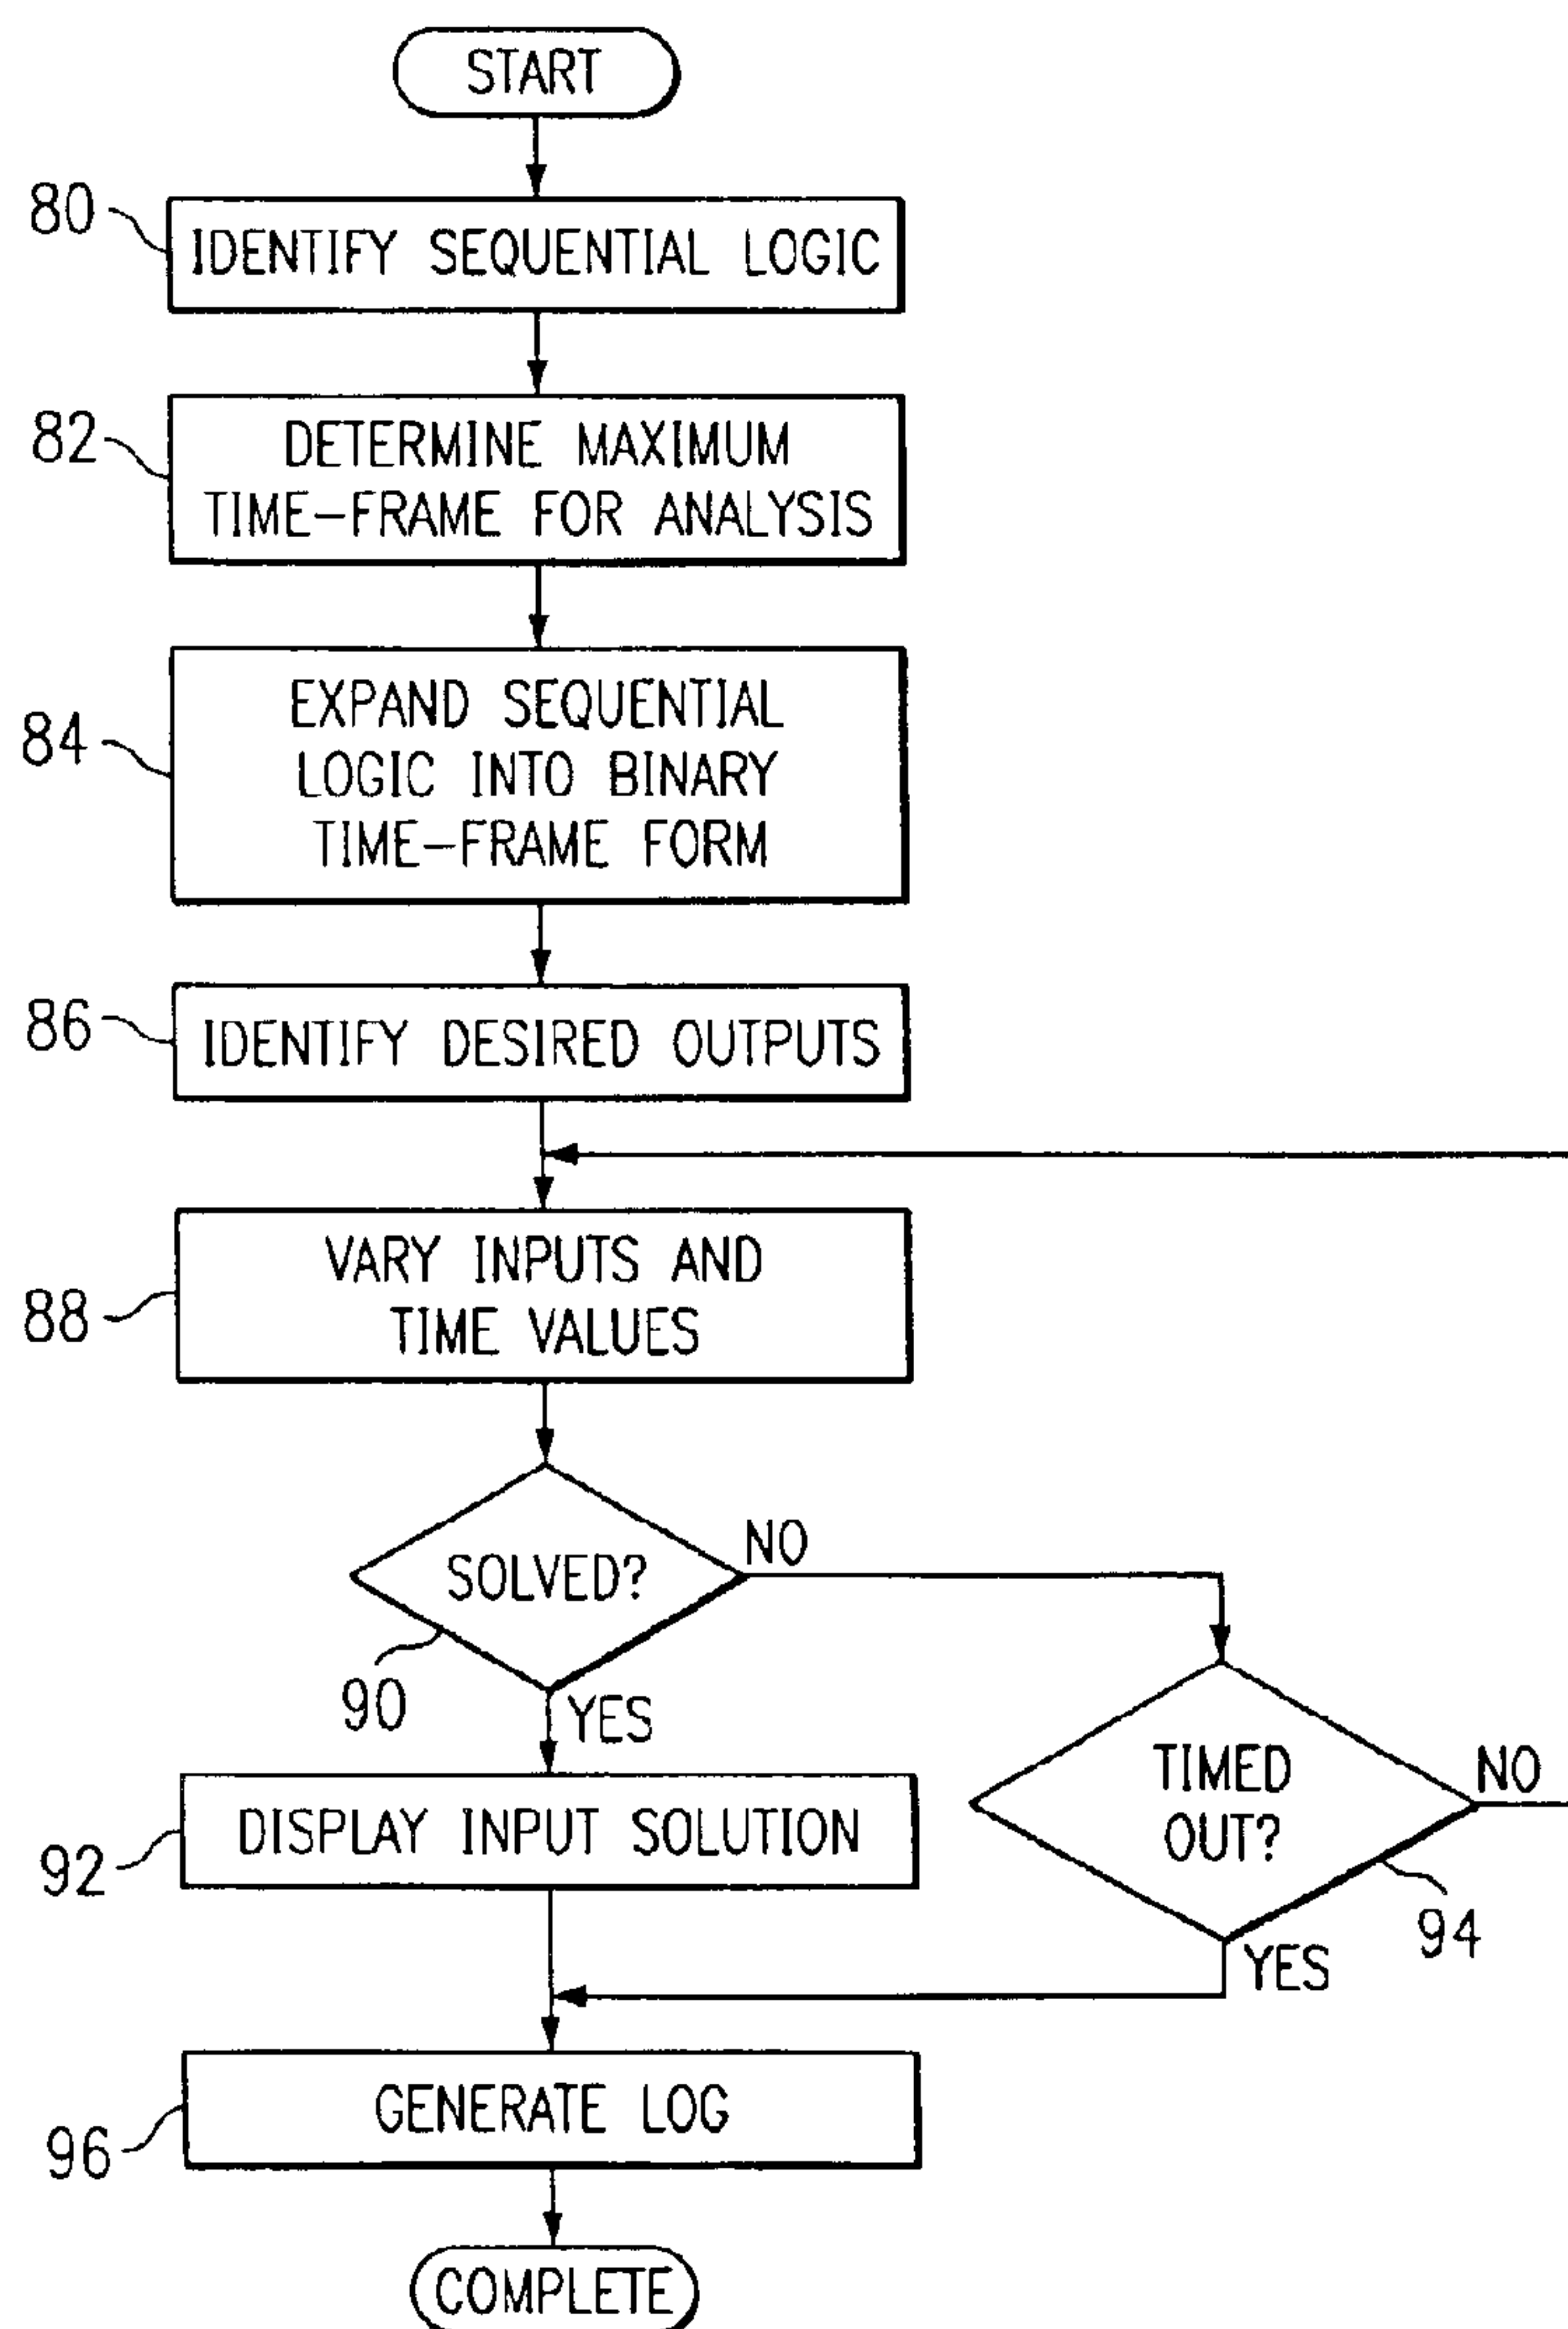 START
80
IDENTIFY SEQUENTIAL LOGIC
82
DETERMINE MAXIMUM
TIME-FRAME FOR ANALYSIS
84
EXPAND SEQUENTIAL
LOGIC INTO BINARY
TIME-FRAME FORM
86
IDENTIFY DESIRED OUTPUTS
88
VARY INPUTS AND
TIME VALUES
SOLVED?
NO
90
YES
TIMED
OUT?
NO
94
YES
92
DISPLAY INPUT SOLUTION
96
GENERATE LOG
COMPLETE